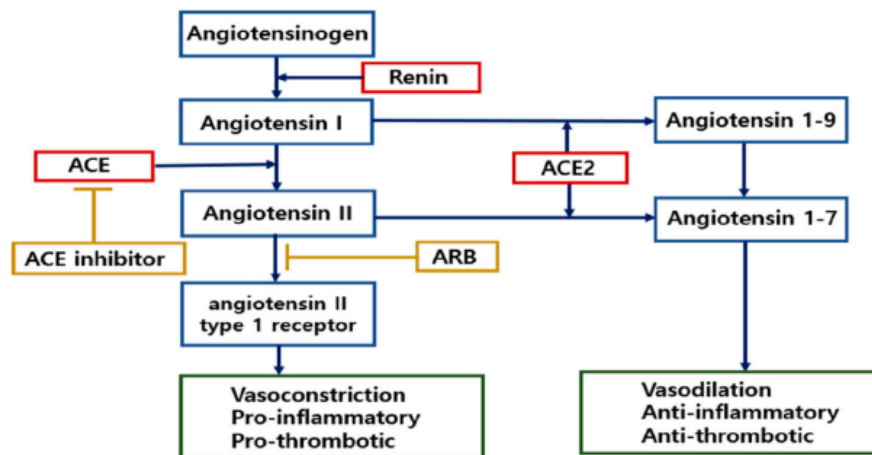 Angiotensinogen
Renin
Angiotensin I
Angiotensin 1-9
ACE
ACE2
Angiotensin II
Angiotensin 1-7
ACE inhibitor
ARB
angiotensin II
type 1 receptor
Vasoconstriction
Pro-inflammatory
Pro-thrombotic
Vasodilation
Anti-inflammatory
Anti-thrombotic